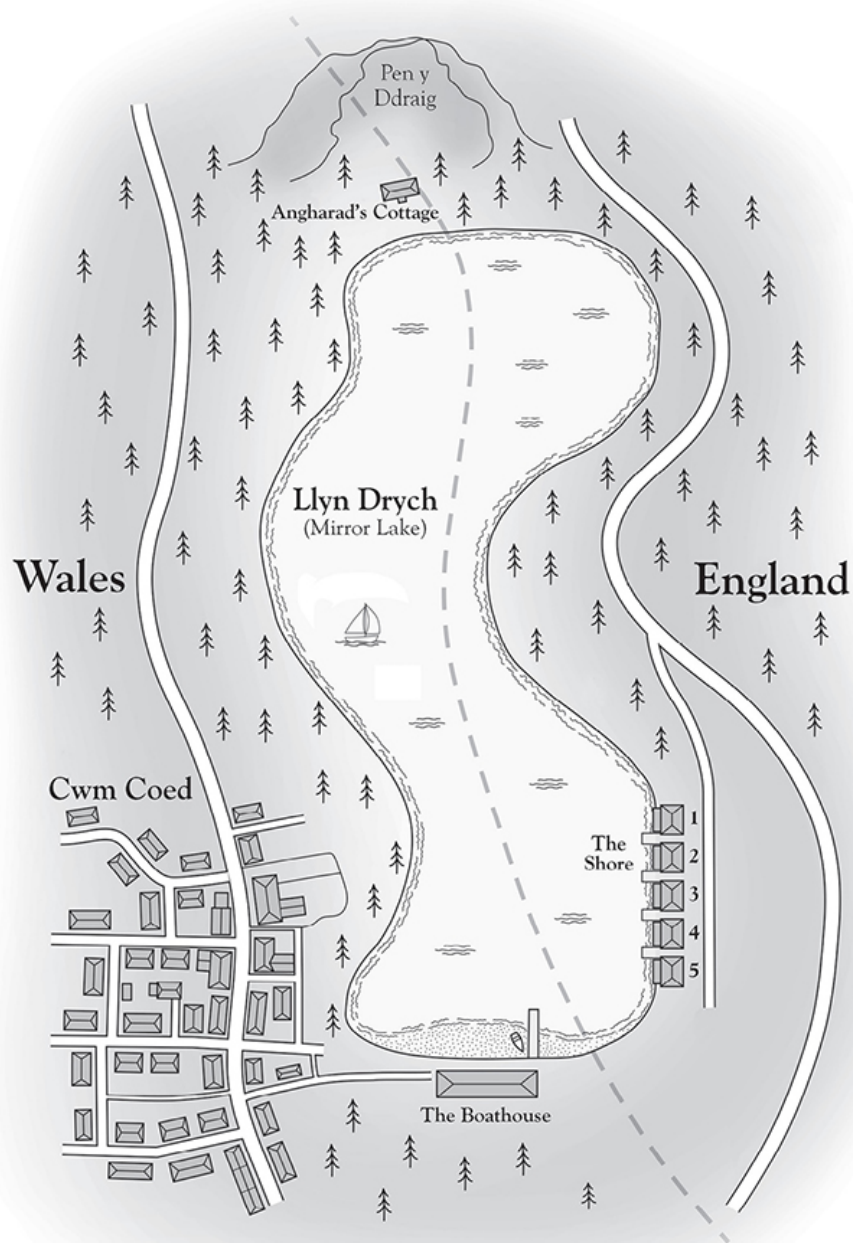 Pen y
Ddraig
Angharad's Cottage
Llyn Drych
(Mirror Lake)
Wales
England
Cwm Coed
The
Shore
1
2
3
4
5
The Boathouse